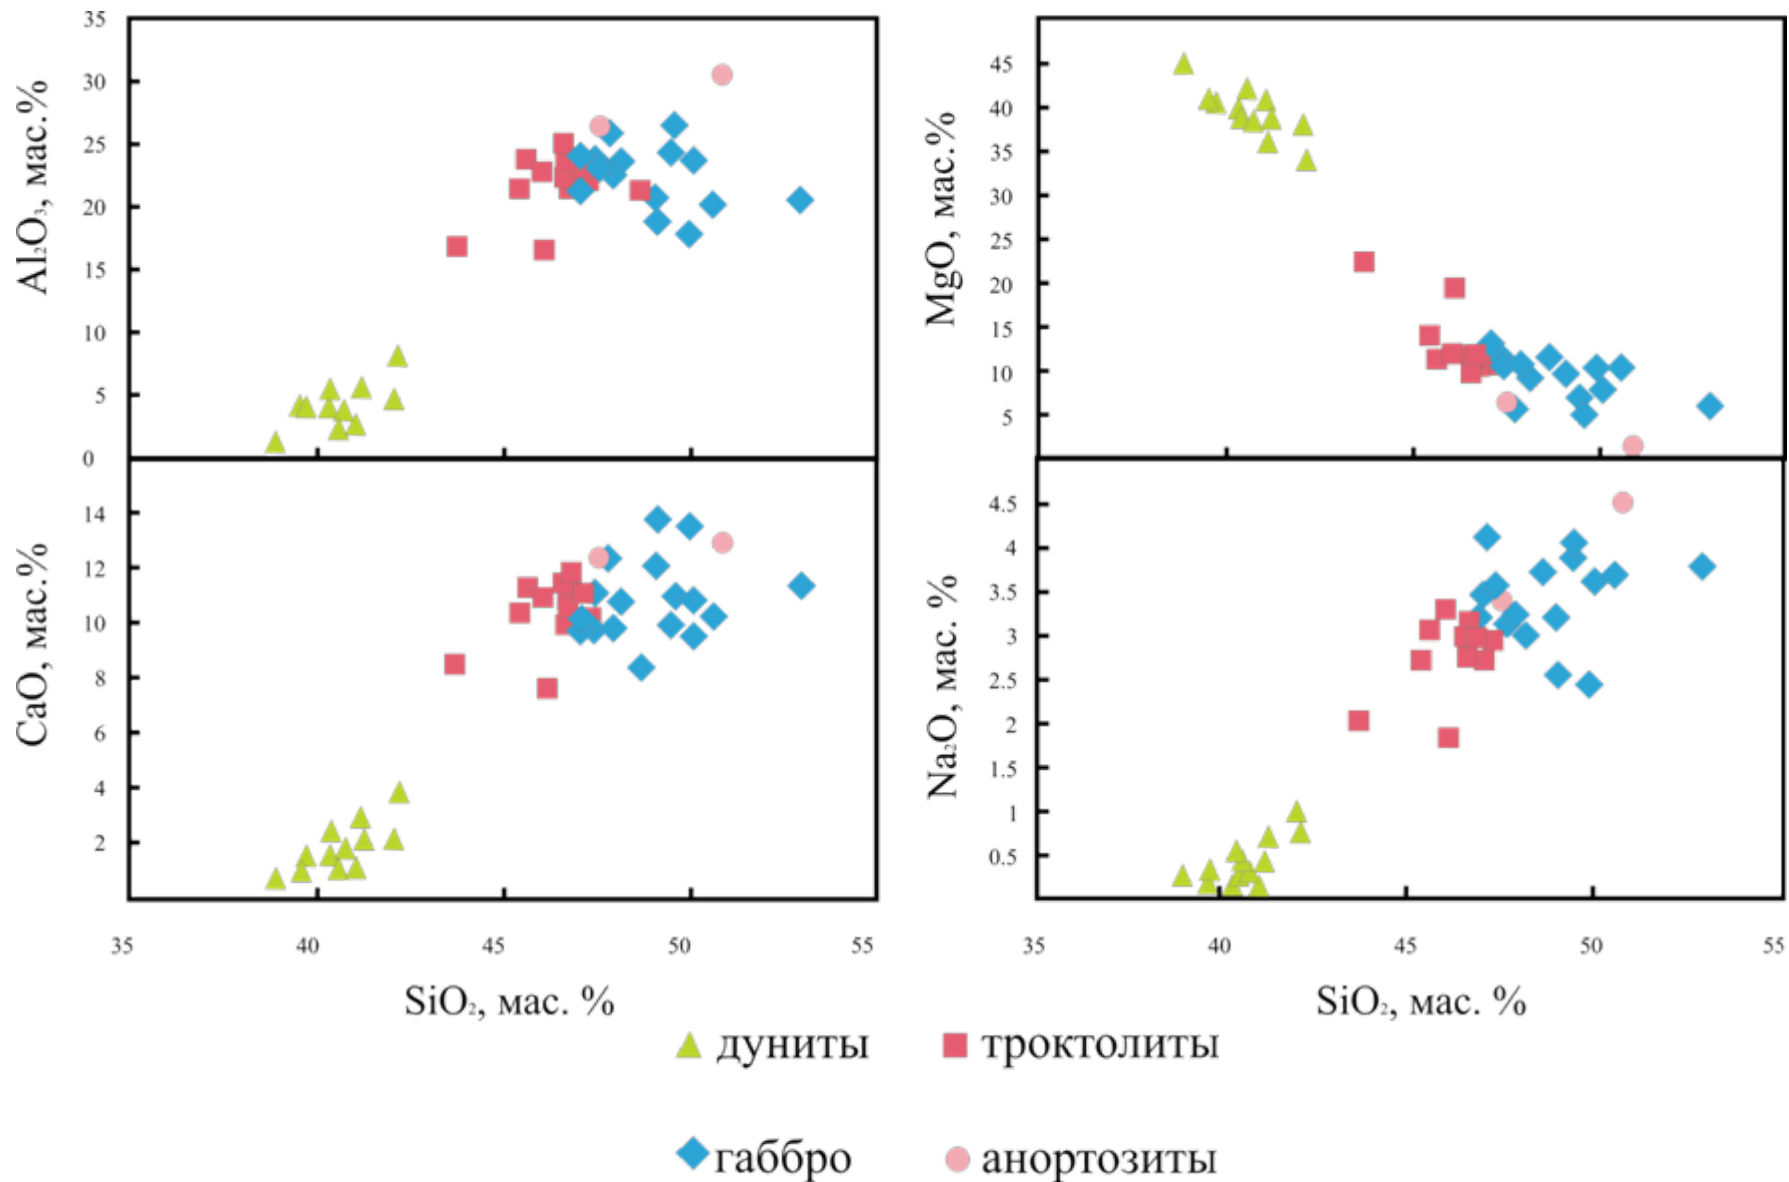 35
30
25
20
15
10
5
0
Al₂O₃, мас.%
45
40
35
30
25
20
15
10
5
MgO, мас.%
14
12
10
8
6
4
2
CaO, мас.%
4.5
4
3.5
3
2.5
2
1.5
1
0.5
Na₂O, мас. %
35 40 45 50 55
35 40 45 50 55
SiO₂, мас. %
SiO₂, мас. %
дуниты
троктолиты
габбро
анортозиты